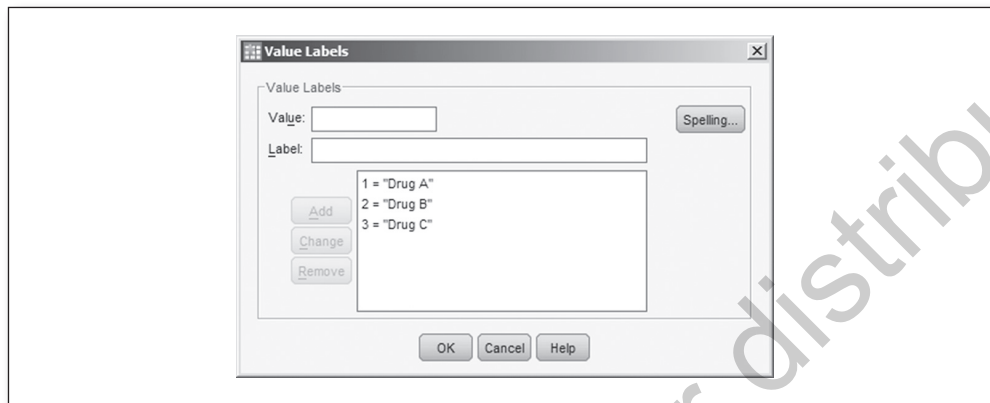 Value Labels
Value Labels
Value:
Spelling...
Label:
1 = "Drug A"
2 = "Drug B"
3 = "Drug C"
Add
Change
Remove
OK Cancel Help